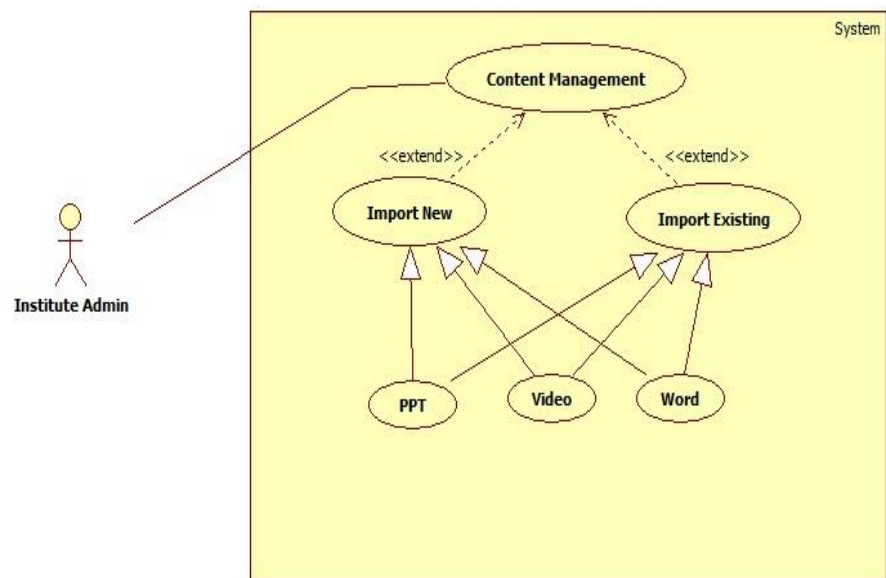 System
Content Management
<<extend>>
<<extend>>
Import New
Import Existing
Institute Admin
PPT
Video
Word